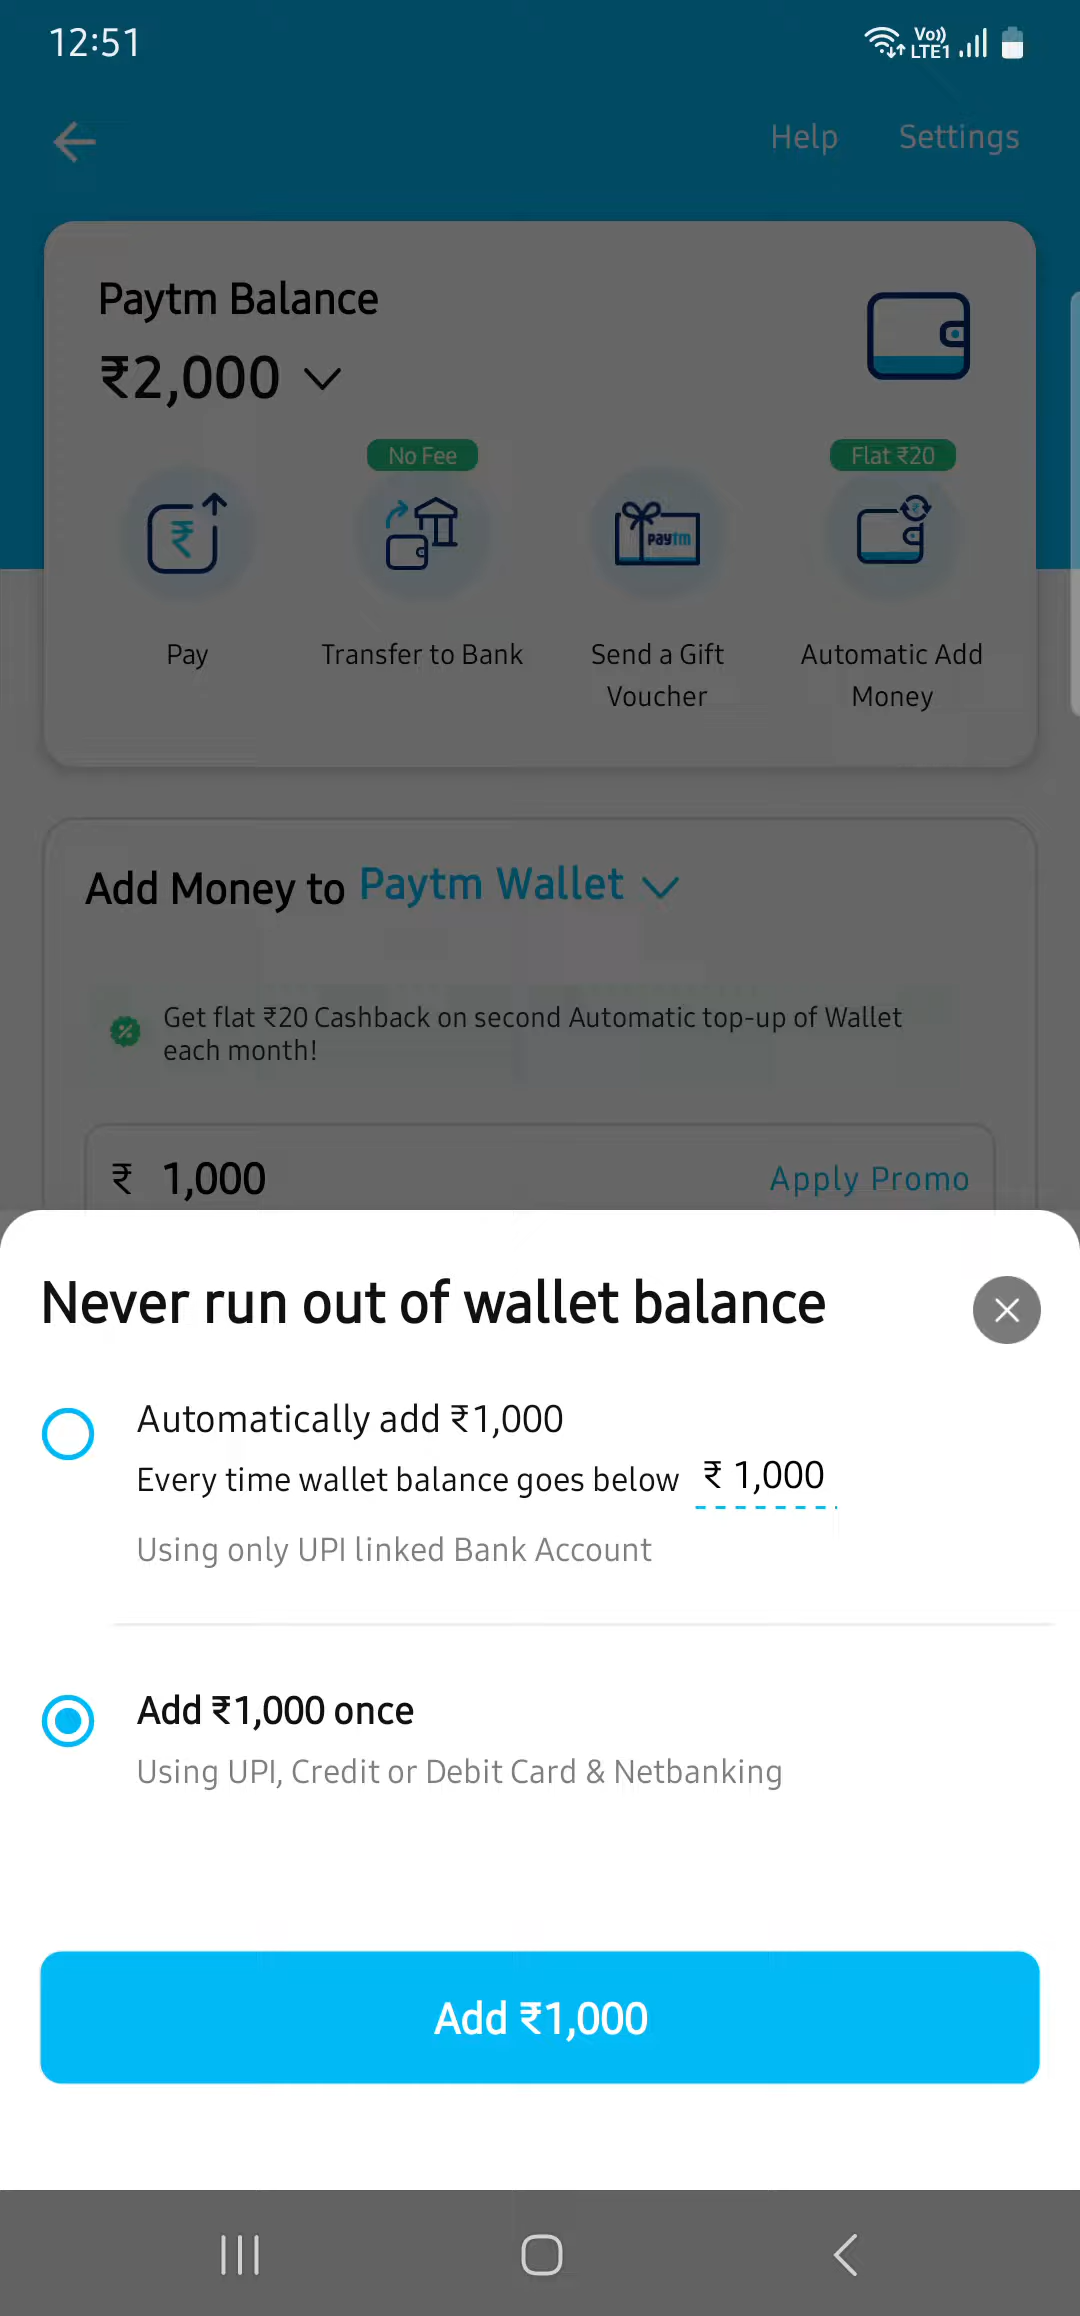 12:51
Vo))
LTE1
Help
Settings
Paytm Balance
₹2,000
No Fee
Flat ₹20
₹
paytm
₹
Pay
Transfer to Bank
Send a Gift
Voucher
Automatic Add
Money
Add Money to Paytm Wallet
Get flat ₹20 Cashback on second Automatic top-up of Wallet
each month!
₹ 1,000
Apply Promo
Never run out of wallet balance
Automatically add ₹1,000
Every time wallet balance goes below ₹ 1,000
Using only UPI linked Bank Account
Add ₹1,000 once
Using UPI, Credit or Debit Card & Netbanking
Add ₹1,000